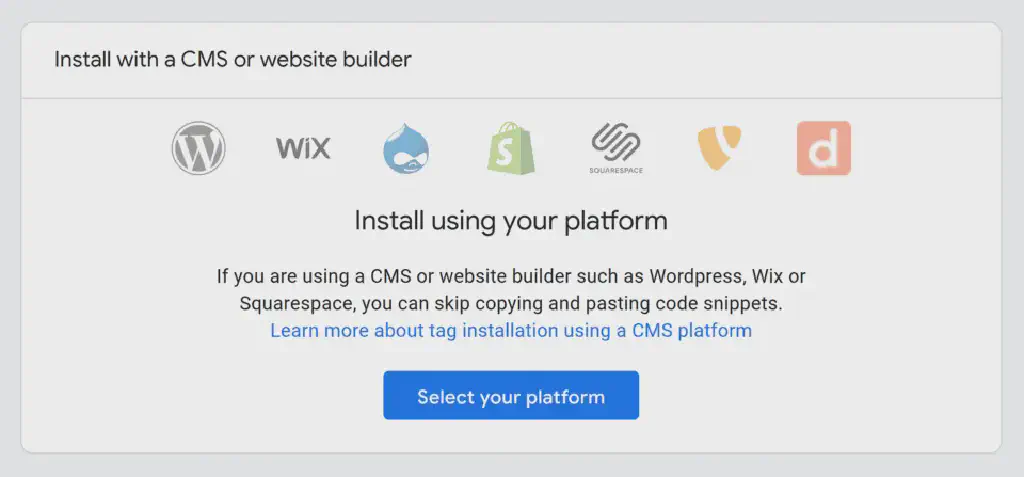 Install with a CMS or website builder
WiX
SQUARESPACE
Install using your platform
If you are using a CMS or website builder such as Wordpress, Wix or
Squarespace, you can skip copying and pasting code snippets.
Learn more about tag installation using a CMS platform
Select your platform